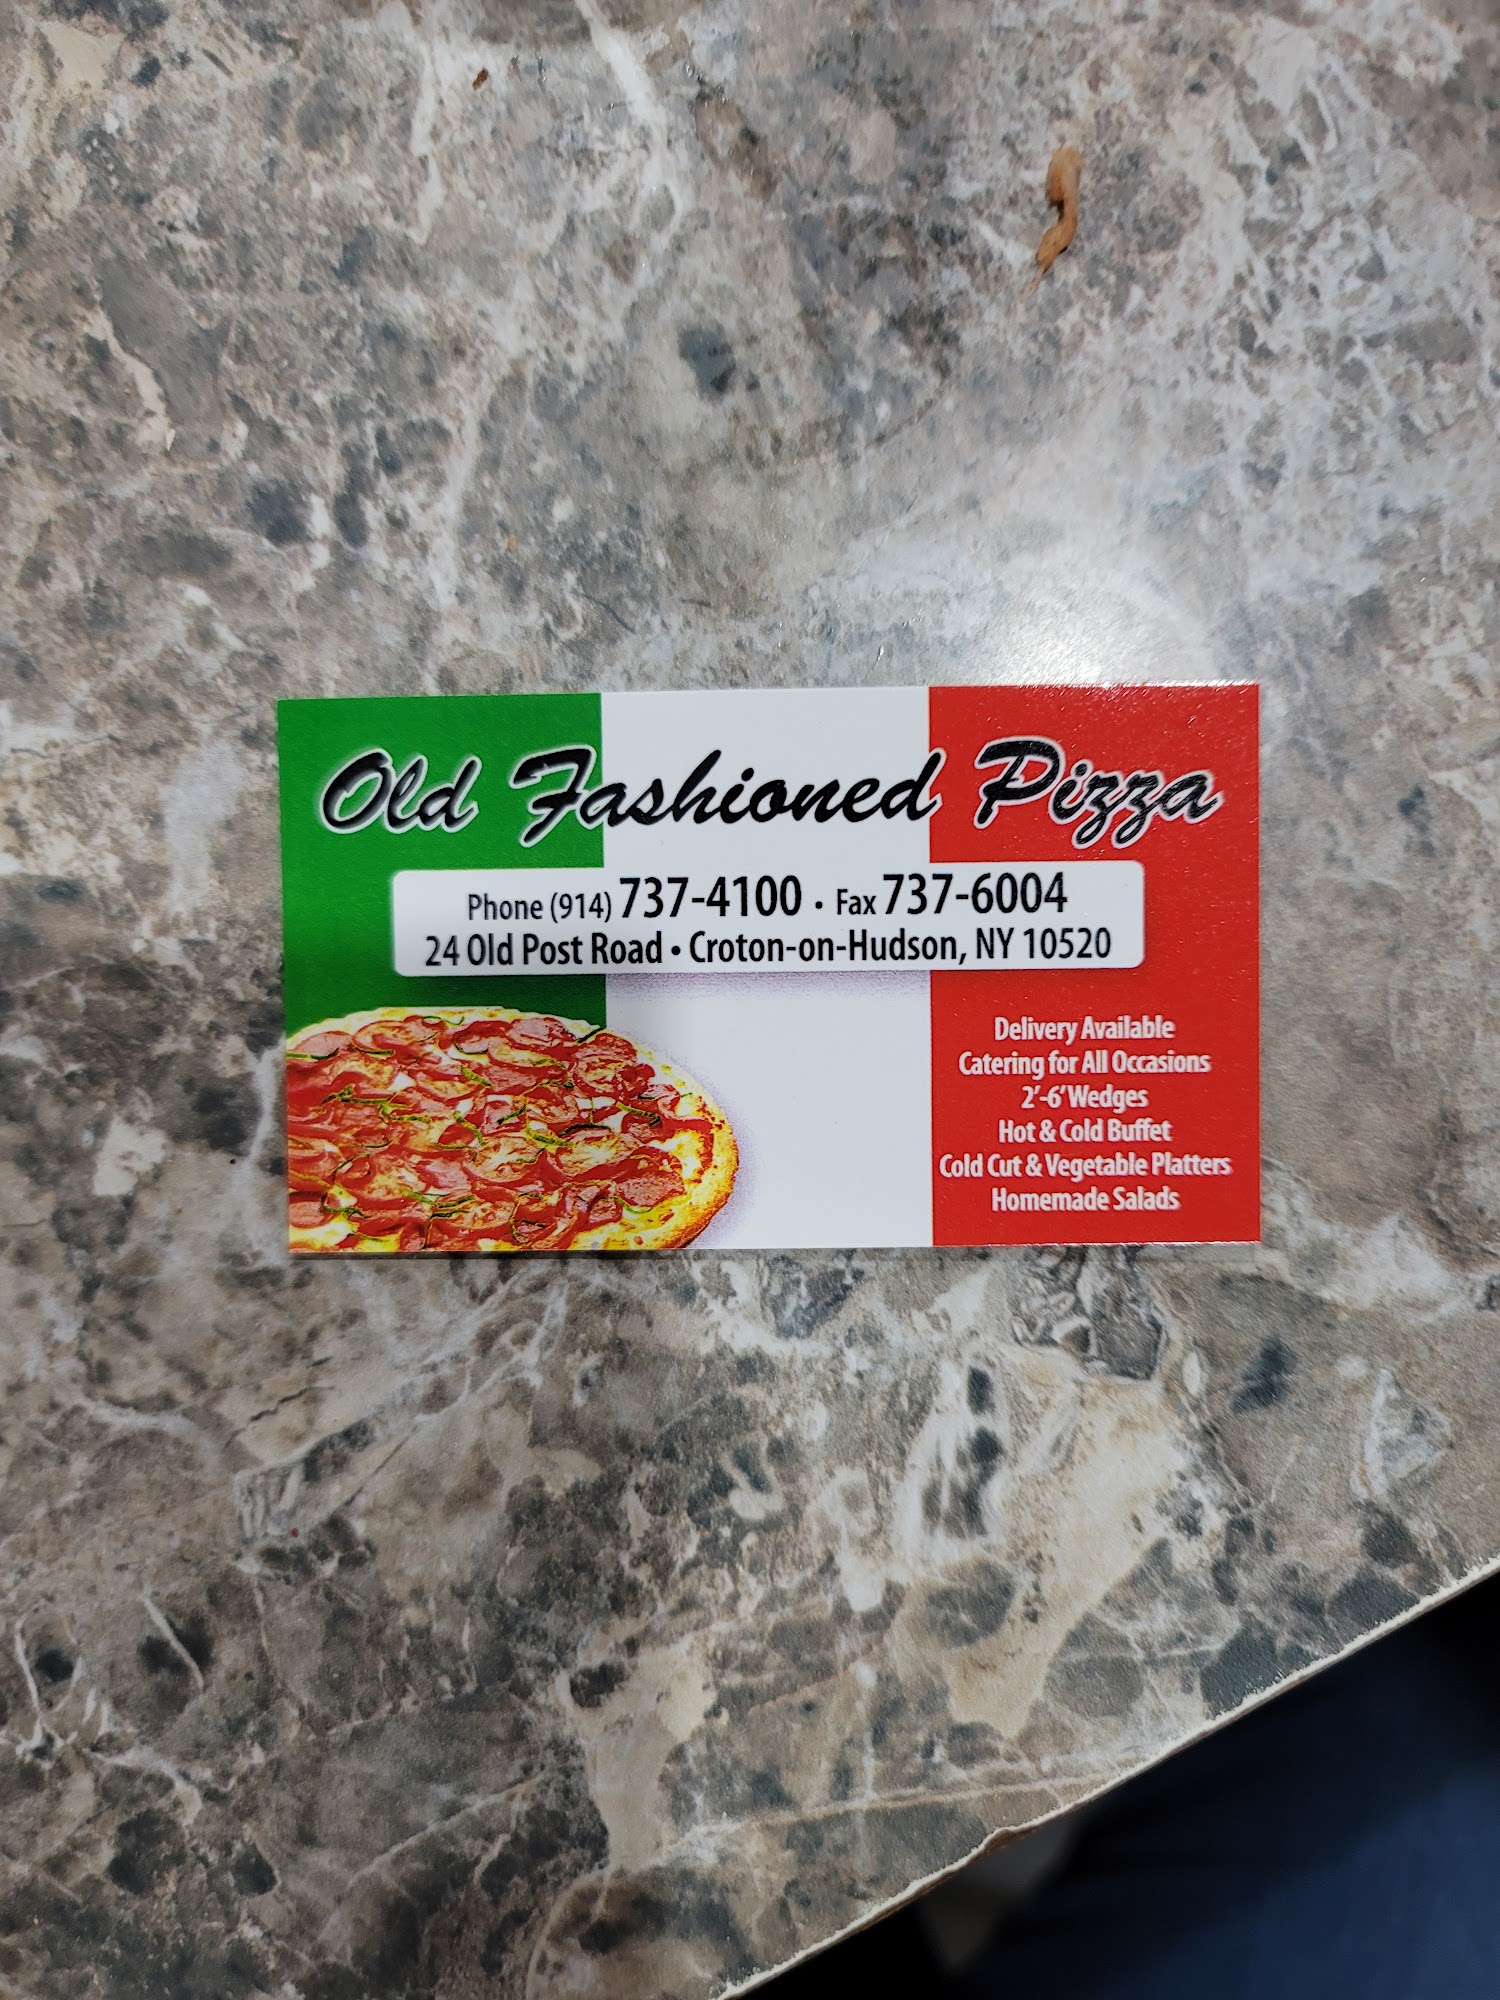 Old Fashioned Pizza
Phone (914) 737-4100 • Fax 737-6004
24 Old Post Road • Croton-on-Hudson, NY 10520
Delivery Available
Catering for All Occasions
2'-6' Wedges
Hot & Cold Buffet
Cold Cut & Vegetable Platters
Homemade Salads